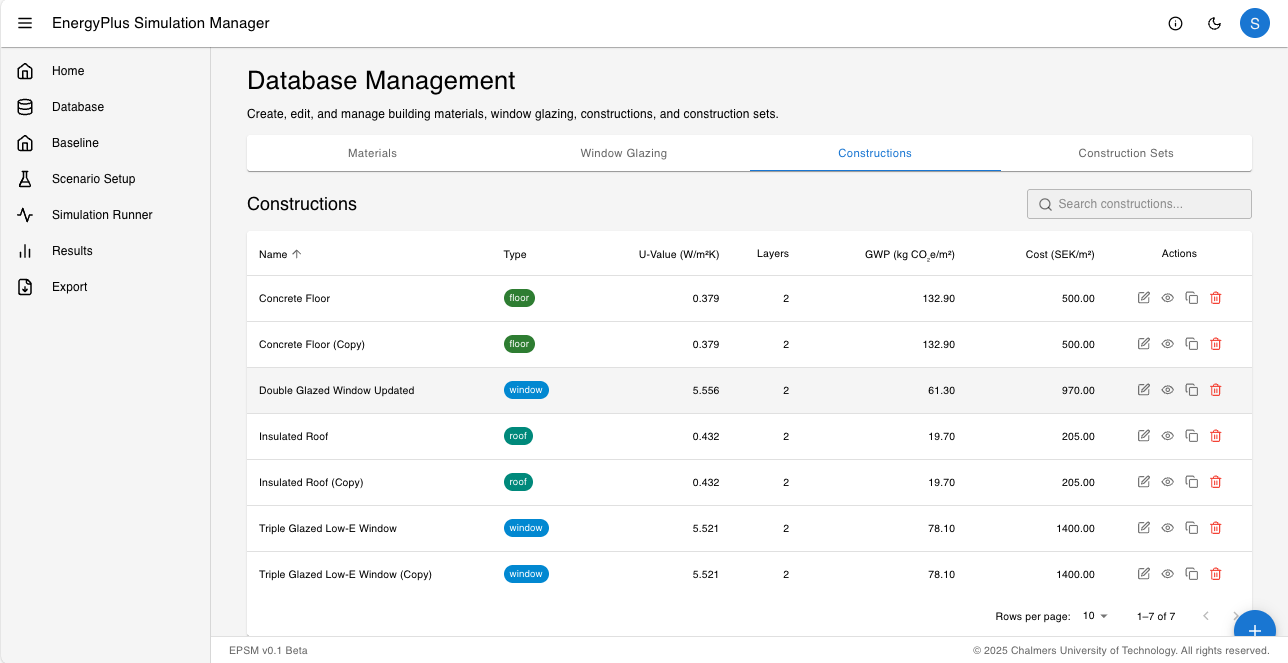 EnergyPlus Simulation Manager
S
Home
Database
Baseline
Scenario Setup
Simulation Runner
Results
Export
Database Management
Create, edit, and manage building materials, window glazing, constructions, and construction sets.
Materials Window Glazing Constructions Construction Sets
Constructions
Search constructions...
Name Type U-Value (W/m²K) Layers GWP (kg CO₂e/m²) Cost (SEK/m²) Actions
Concrete Floor floor 0.379 2 132.90 500.00
Concrete Floor (Copy) floor 0.379 2 132.90 500.00
Double Glazed Window Updated window 5.556 2 61.30 970.00
Insulated Roof roof 0.432 2 19.70 205.00
Insulated Roof (Copy) roof 0.432 2 19.70 205.00
Triple Glazed Low-E Window window 5.521 2 78.10 1400.00
Triple Glazed Low-E Window (Copy) window 5.521 2 78.10 1400.00
Rows per page: 10 1–7 of 7
EPSM v0.1 Beta
© 2025 Chalmers University of Technology. All rights reserved.